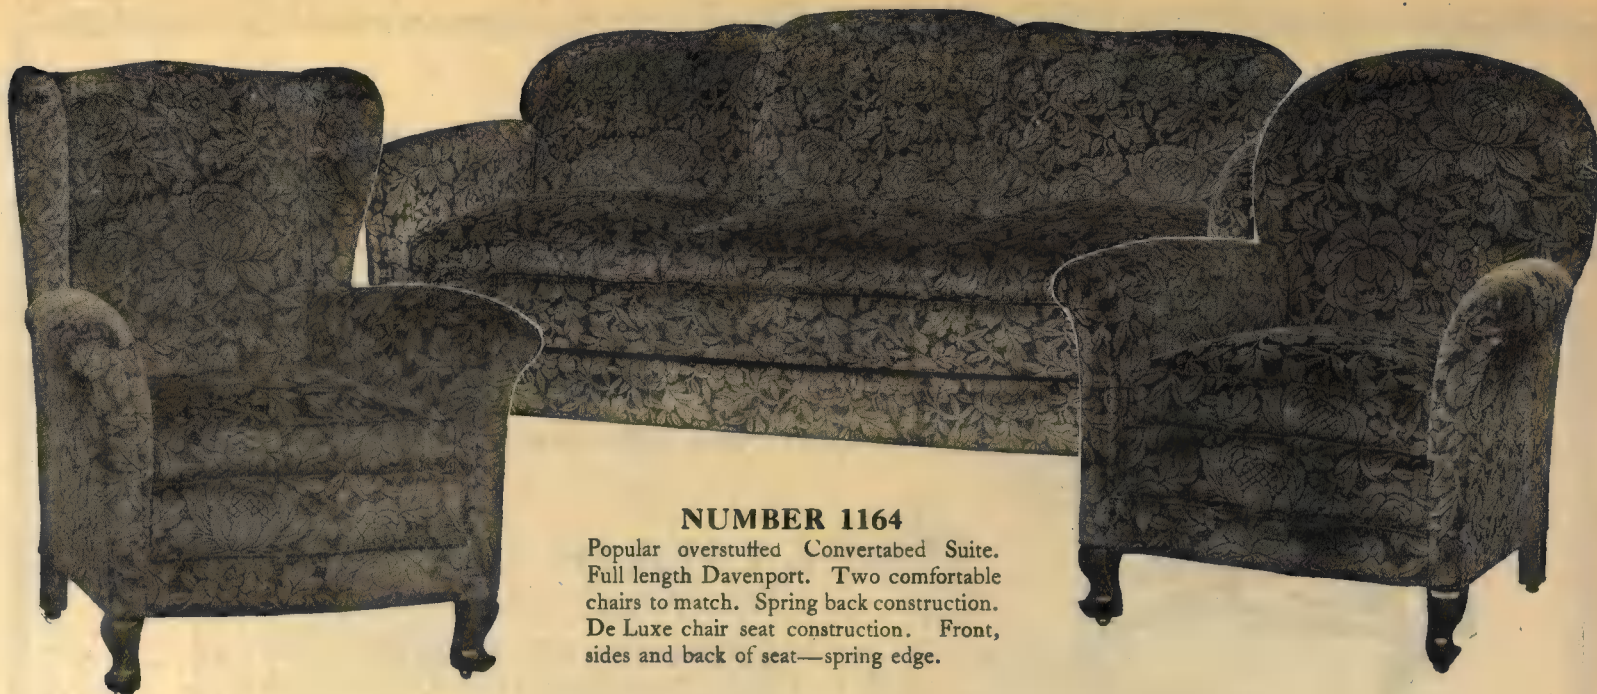 NUMBER 1164
Popular overstuffed Convertabed Suite.
Full length Davenport. Two comfortable
chairs to match. Spring back construction.
De Luxe chair seat construction. Front,
sides and back of seat—spring edge.